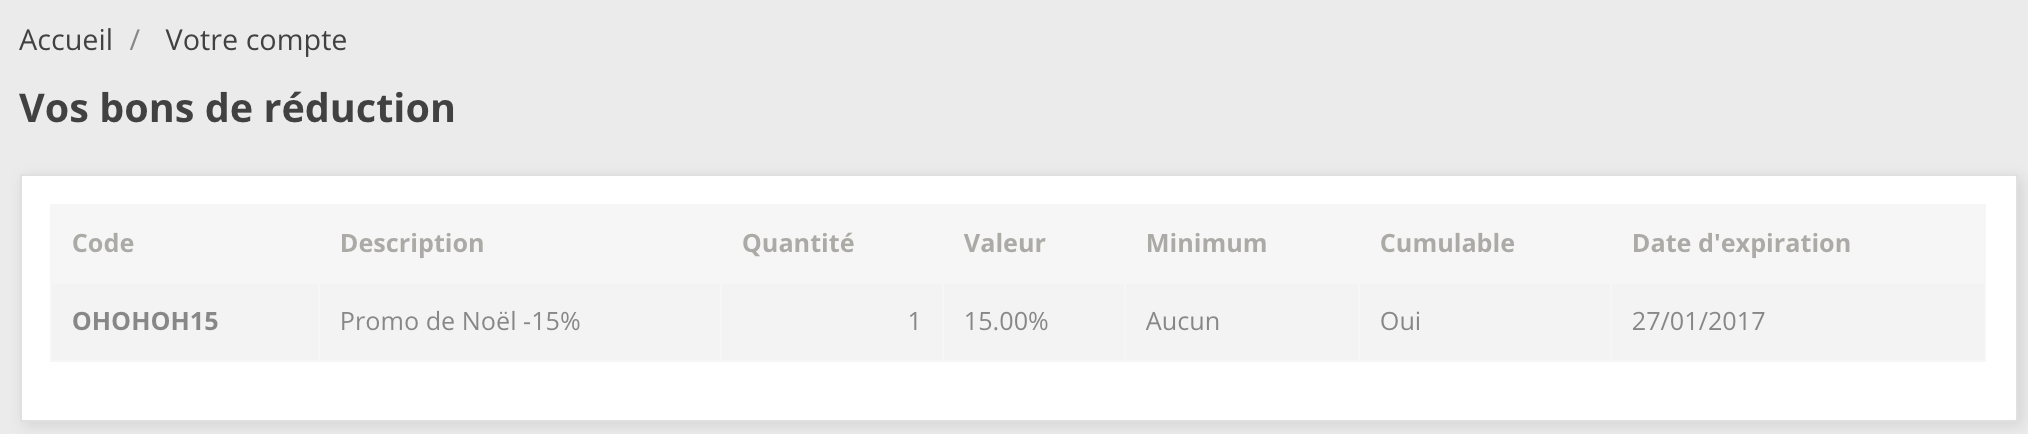 Accueil / Votre compte
Vos bons de réduction
Code Description Quantité Valeur Minimum Cumulable Date d'expiration
OHOHOH15 Promo de Noël -15% 1 15.00% Aucun Oui 27/01/2017